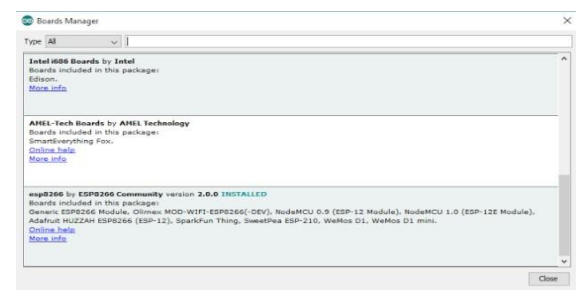 Boards Manager
Type All
Intel i686 Boards by Intel
Boards included in this package:
Edison.
More info
AMEL-Tech Boards by AMEL Technology
Boards included in this package:
SmartEverything Fox.
Online help
More info
esp8266 by ESP8266 Community version 2.0.0 INSTALLED
Boards included in this package:
Generic ESP8266 Module, Olimex MOD-WIFI-ESP8266(-DEV), NodeMCU 0.9 (ESP-12 Module), NodeMCU 1.0 (ESP-12E Module),
Adafruit HUZZAH ESP8266 (ESP-12), SparkFun Thing, SweetPea ESP-210, WeMos D1, WeMos D1 mini.
Online help
More info
Close